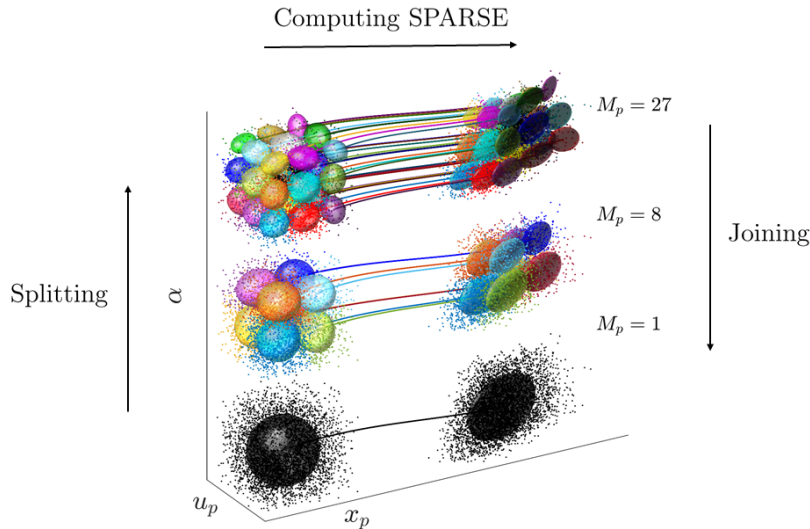 Computing SPARSE
M_p = 27
M_p = 8
Joining
Splitting
α
M_p = 1
u_p
x_p